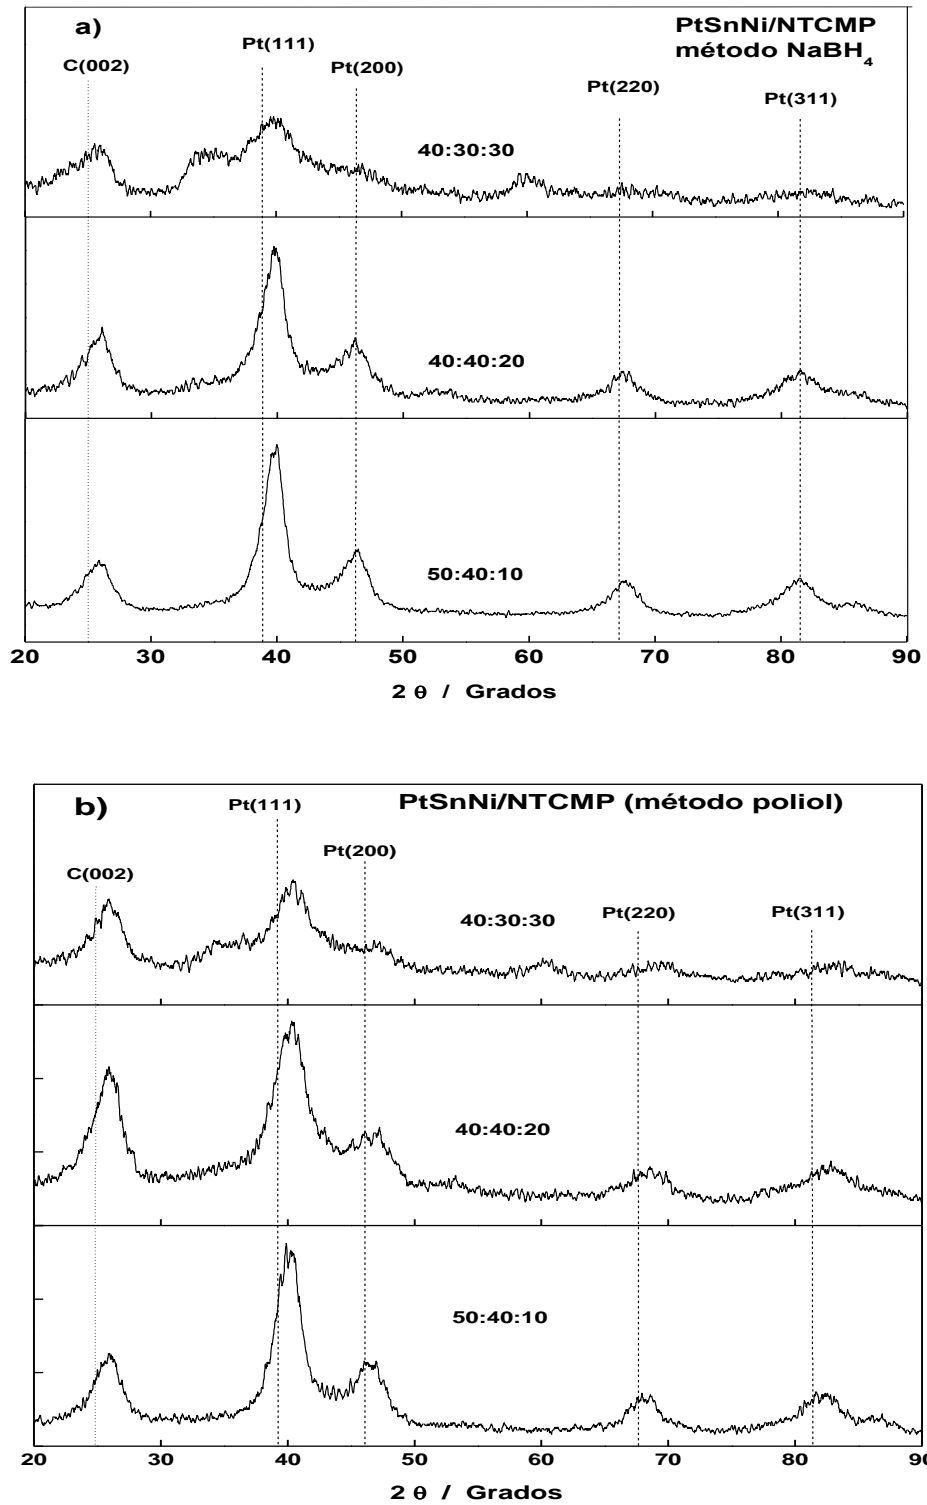 a)
PtSnNi/NTCMP
método NaBH4
Pt(111)
C(002)
Pt(200)
Pt(220)
Pt(311)
40:30:30
40:40:20
50:40:10
20 30 40 50 60 70 80 90
2 θ / Grados
b)
PtSnNi/NTCMP (método poliol)
Pt(111)
Pt(200)
C(002)
Pt(220)
Pt(311)
40:30:30
40:40:20
50:40:10
20 30 40 50 60 70 80 90
2 θ / Grados